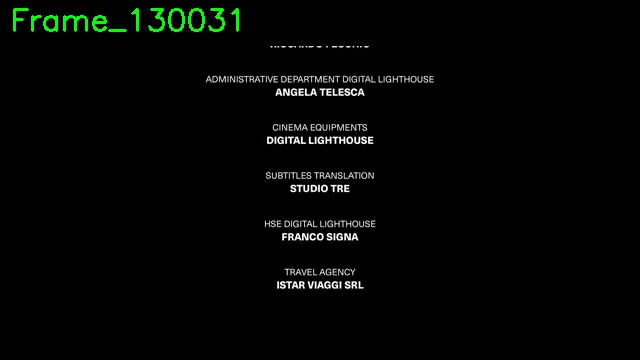 Frame_130031
ADMINISTRATIVE DEPARTMENT DIGITAL LIGHTHOUSE
ANGELA TELESCA
CINEMA EQUIPMENTS
DIGITAL LIGHTHOUSE
SUBTITLES TRANSLATION
STUDIO TRE
HSE DIGITAL LIGHTHOUSE
FRANCO SIGNA
TRAVEL AGENCY
ISTAR VIAGGI SRL